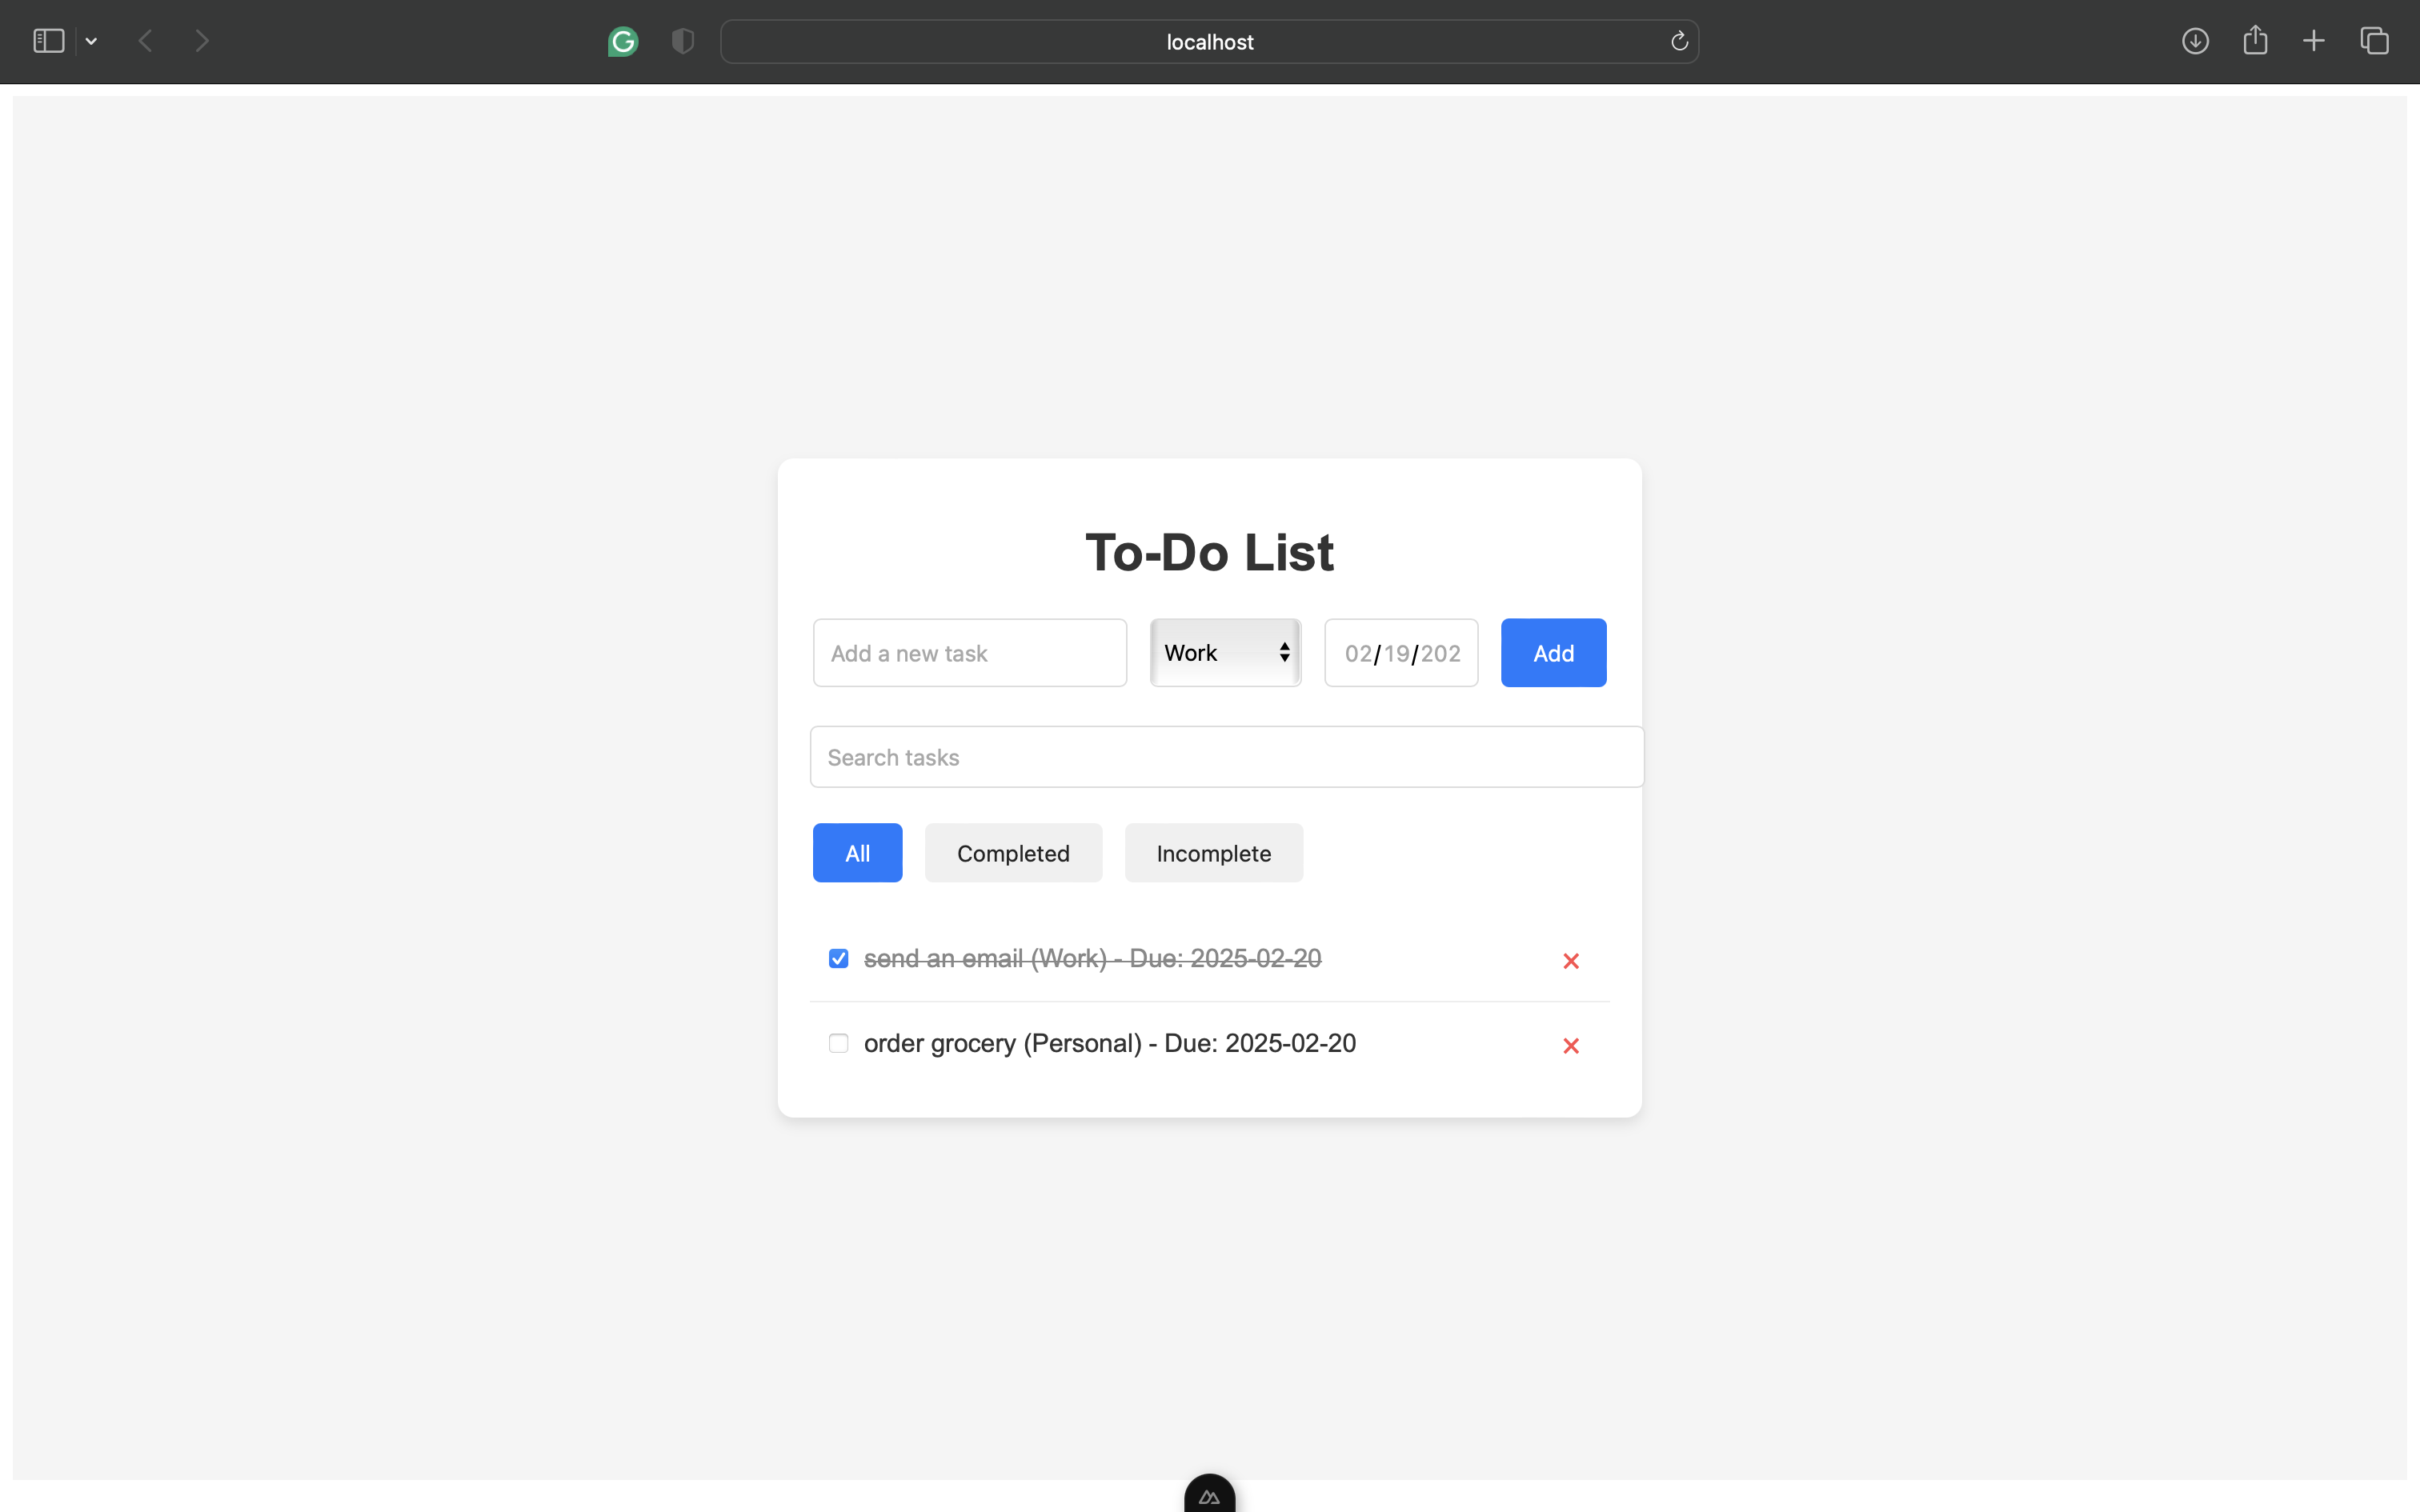 localhost
To-Do List
Add a new task
Work
02/19/202
Add
Search tasks
All
Completed
Incomplete
send an email (Work) - Due: 2025-02-20
order grocery (Personal) - Due: 2025-02-20